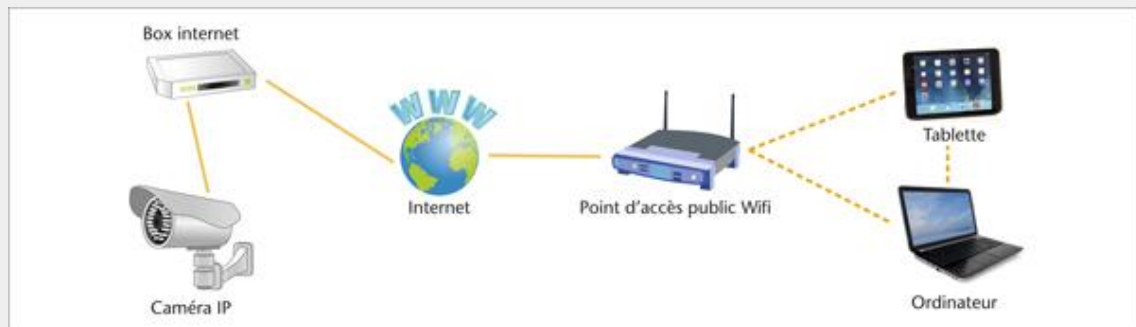 Box internet
WWW
Tablette
Internet
Point d'accès public Wifi
Caméra IP
Ordinateur